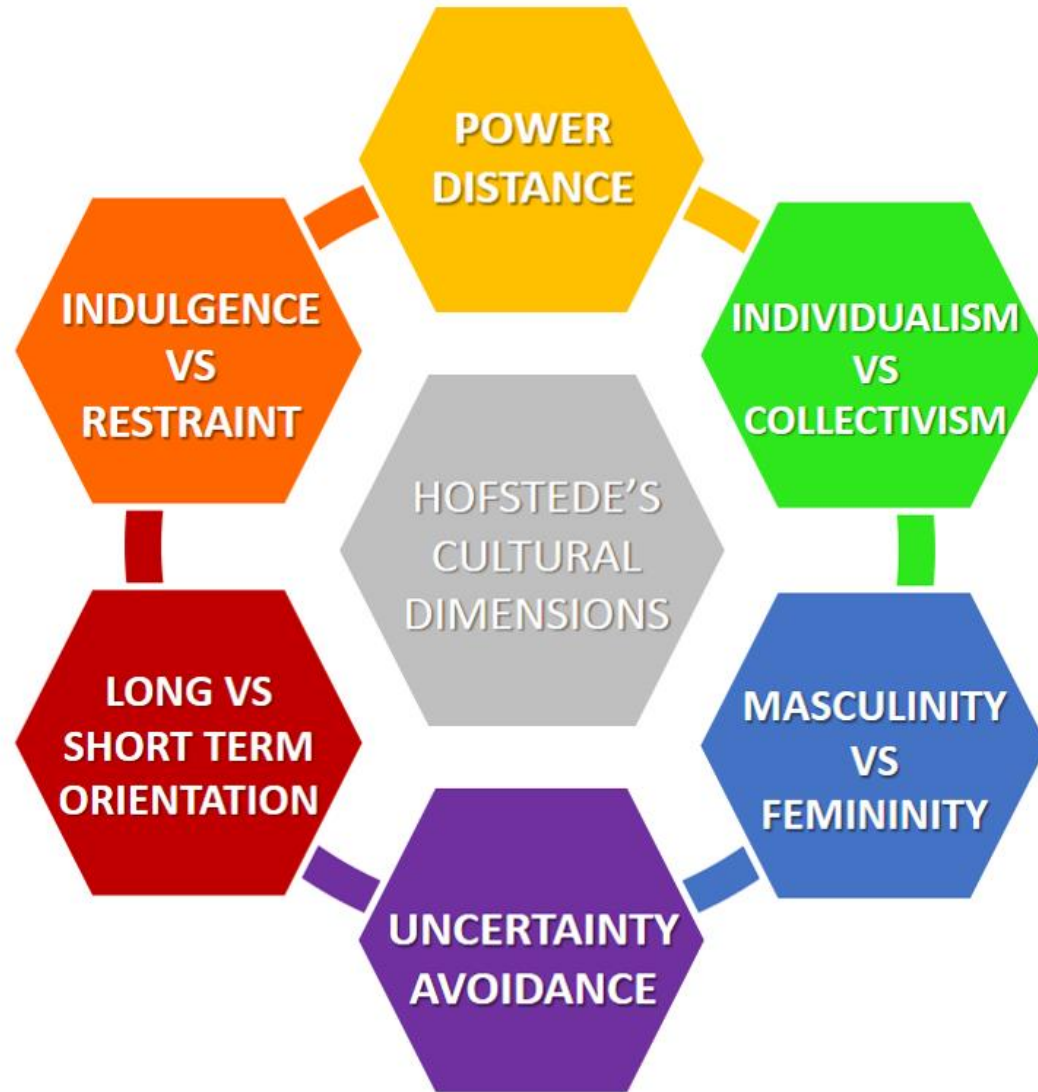 POWER
DISTANCE
INDIVIDUALISM
VS
COLLECTIVISM
MASCULINITY
VS
FEMININITY
UNCERTAINTY
AVOIDANCE
LONG VS
SHORT TERM
ORIENTATION
INDULGENCE
VS
RESTRAINT
HOFSTEDE’S
CULTURAL
DIMENSIONS